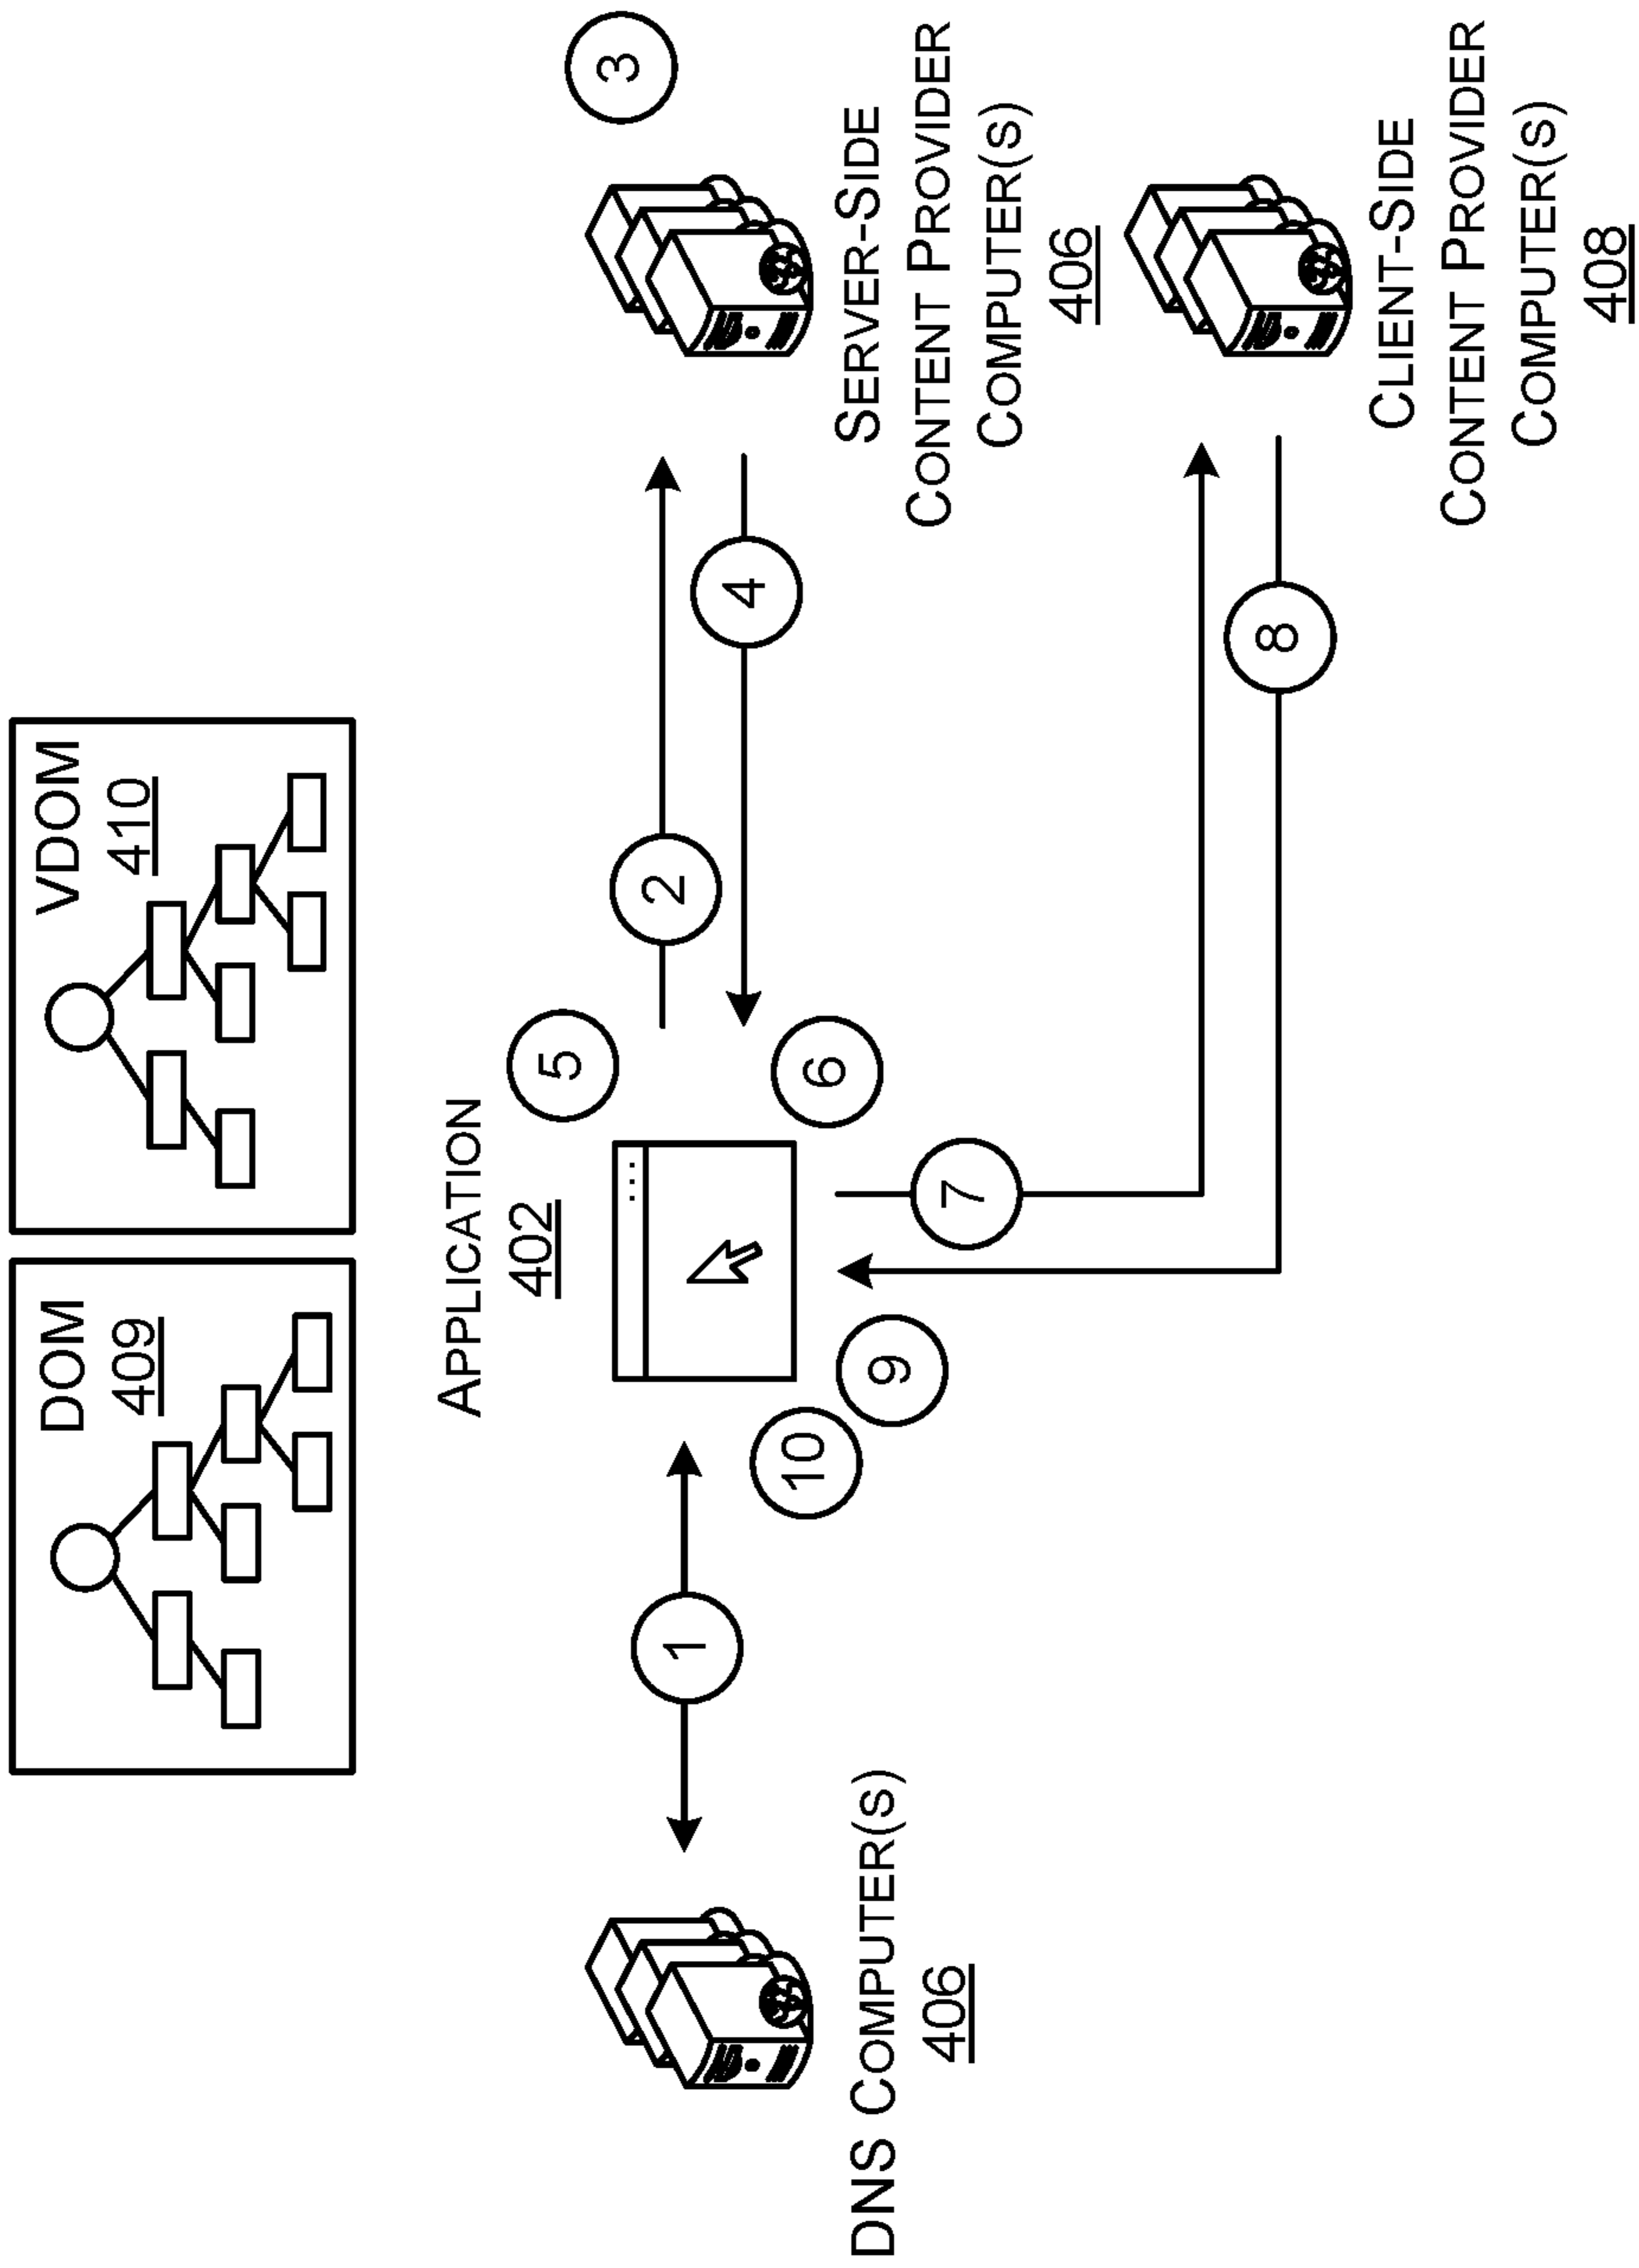 DOM
409
VDOM
410
APPLICATION
402
...
5
2
3
4
6
1
10
9
7
8
DNS COMPUTER(S)
406
SERVER-SIDE
CONTENT PROVIDER
COMPUTER(S)
406
CLIENT-SIDE
CONTENT PROVIDER
COMPUTER(S)
408